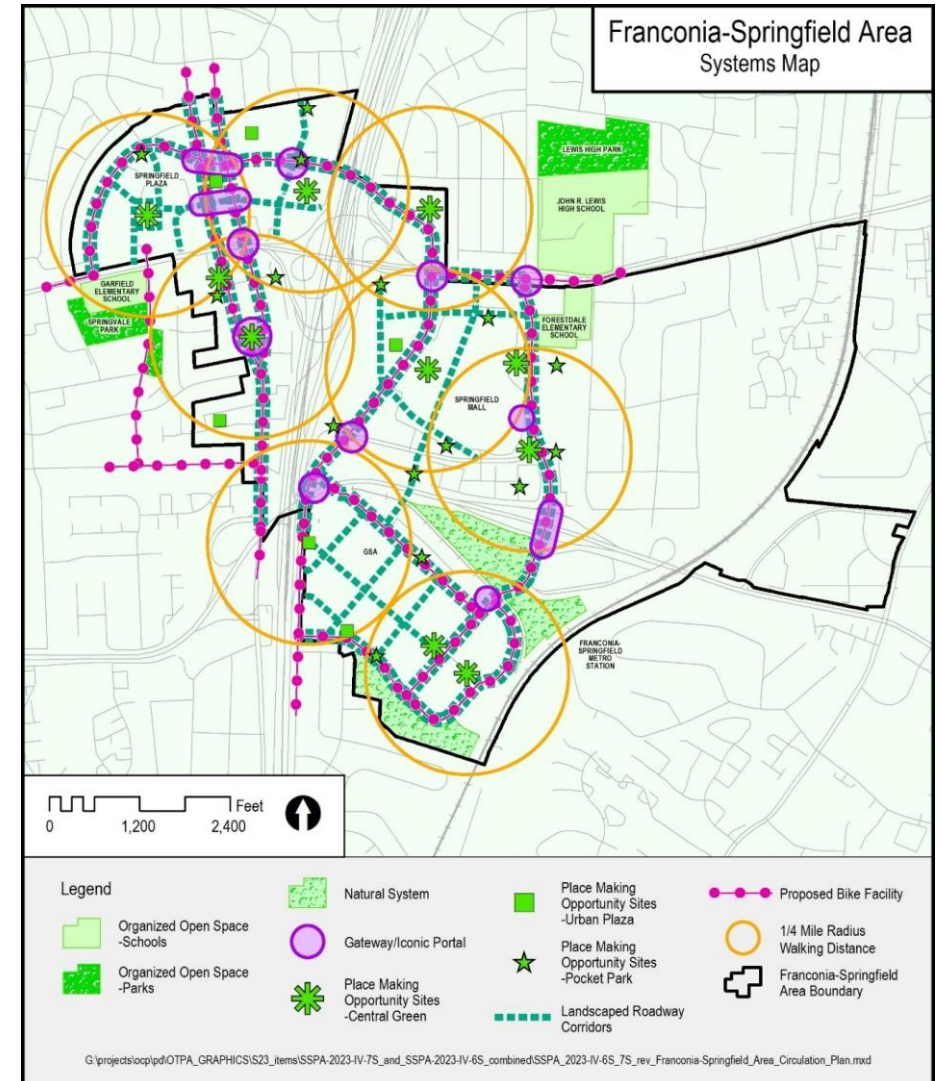 Franconia-Springfield Area
Systems Map
LEWIS HIGH PARK
SPRINGFIELD
PLAZA
JOHN R. LEWIS
HIGH SCHOOL
GARFIELD
ELEMENTARY
SCHOOL
SPRINGVALE
PARK
FORESTDALE
ELEMENTARY
SCHOOL
SPRINGFIELD
MALL
GSA
FRANCONIA-
SPRINGFIELD
METRO
STATION
Feet
0 1,200 2,400
Legend
Organized Open Space
-Schools
Organized Open Space
-Parks
Natural System
Gateway/Iconic Portal
Place Making
Opportunity Sites
-Central Green
Place Making
Opportunity Sites
-Urban Plaza
Place Making
Opportunity Sites
-Pocket Park
Landscaped Roadway
Corridors
Proposed Bike Facility
1/4 Mile Radius
Walking Distance
Franconia-Springfield
Area Boundary
G:\projects\ocp\pd\OTPA_GRAPHICS\S23_items\SSPA-2023-IV-7S_and_SSPA-2023-IV-6S_combined\SSPA_2023-IV-6S_7S_rev_Franconia-Springfield_Area_Circulation_Plan.mxd